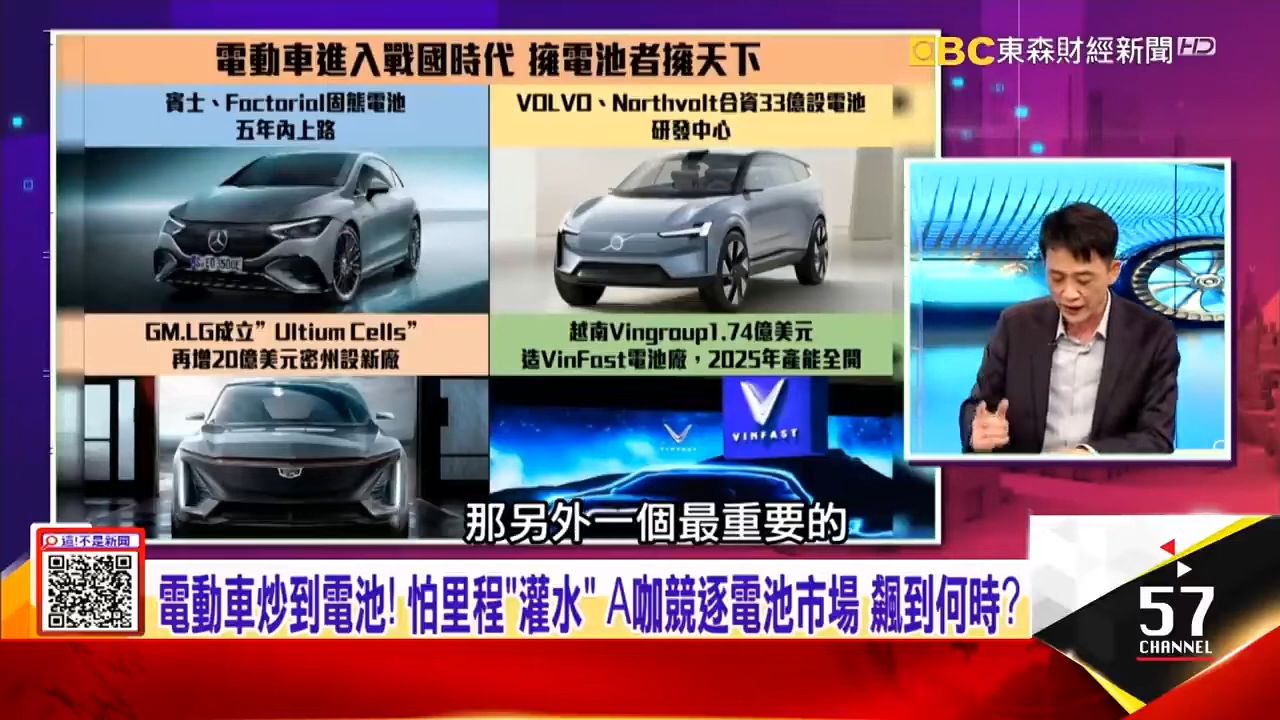 電動車進入戰國時代 擁電池者擁天下
EBC東森財經新聞HD
賓士、Factorial固態電池
五年內上路
VOLVO、Northvolt合資33億設電池
研發中心
GM.LG成立”Ultium Cells”
再增20億美元密州設新廠
越南Vingroup1.74億美元
造VinFast電池廠，2025年產能全開
VINFAST
那另外一個最重要的
這!不是新聞
電動車炒到電池! 怕里程"灌水" A咖競逐電池市場 飆到何時?
57
CHANNEL